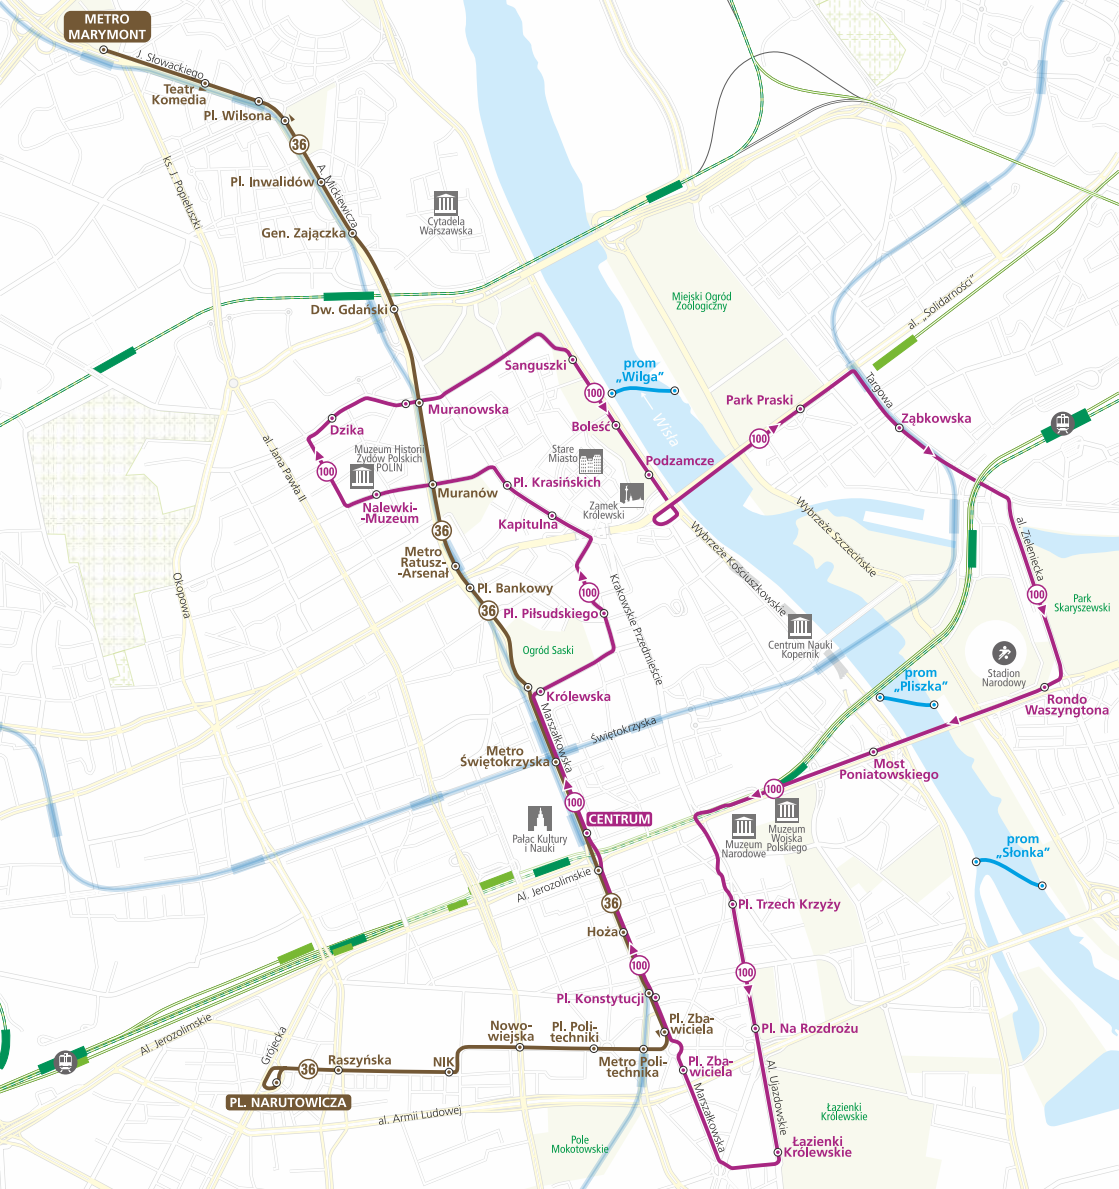 METRO
MARYMONT
J. Słowackiego
Teatr
Komedia
Pl. Wilsona
36
ks. J. Popiełuszki
A. Mickiewicza
Pl. Inwalidów
Gen. Zajączka
Cytadela
Warszawska
Dw. Gdański
Miejski Ogród
Zoologiczny
al. „Solidarności”
Sanguszki
prom
„Wilga”
100
Targowa
Park Praski
Muranowska
Ząbkowska
Dzika
Boleść
Wisła
100
al. Jana Pawła II
Muzeum Historii
Żydów Polskich
POLIN
Stare
Miasto
Podzamcze
100
Pl. Krasińskich
Muranów
Nalewki-
-Muzeum
Zamek
Królewski
Kapitulna
36
Wybrzeże Kościuszkowskie
Wybrzeże Szczecińskie
al. Zieleniecka
Metro
Ratusz-
-Arsenał
Okopowa
Pl. Bankowy
100
Krakowskie Przedmieście
100
Park
Skaryszewski
36
Pl. Piłsudskiego
Ogród Saski
Centrum Nauki
Kopernik
Stadion
Narodowy
prom
„Pliszka”
Królewska
Rondo
Waszyngtona
Marszałkowska
Świętokrzyska
Metro
Świętokrzyska
Most
Poniatowskiego
100
100
CENTRUM
Pałac Kultury
i Nauki
Muzeum
Narodowe
Muzeum
Wojska
Polskiego
prom
„Słonka”
Al. Jerozolimskie
36
Pl. Trzech Krzyży
Hoża
100
100
Pl. Konstytucji
Al. Jerozolimskie
Grójecka
Nowo-
wiejska
Pl. Poli-
techniki
Pl. Zba-
wiciela
Pl. Na Rozdrożu
36
Raszyńska
NIK
Metro Poli-
technika
Pl. Zba-
wiciela
Al. Ujazdowskie
PL. NARUTOWICZA
al. Armii Ludowej
Marszałkowska
Łazienki
Królewskie
Pole
Mokotowskie
Łazienki
Królewskie